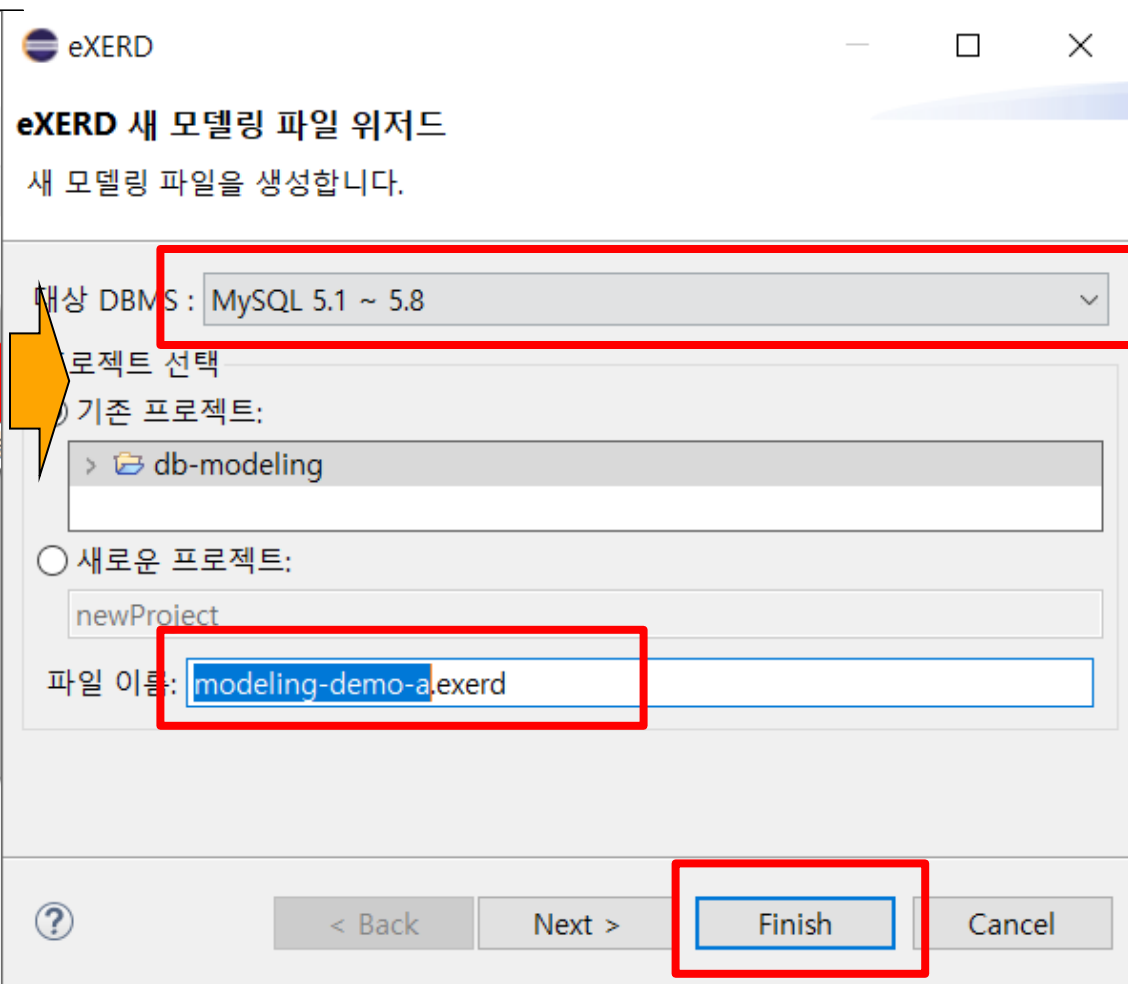 eXERD
eXERD 새 모델링 파일 위저드
새 모델링 파일을 생성합니다.
대상 DBMS : MySQL 5.1 ~ 5.8
로젝트 선택
기존 프로젝트:
> db-modeling
새로운 프로젝트:
newProject
파일 이름: modeling-demo-a.exerd
? < Back Next > Finish Cancel